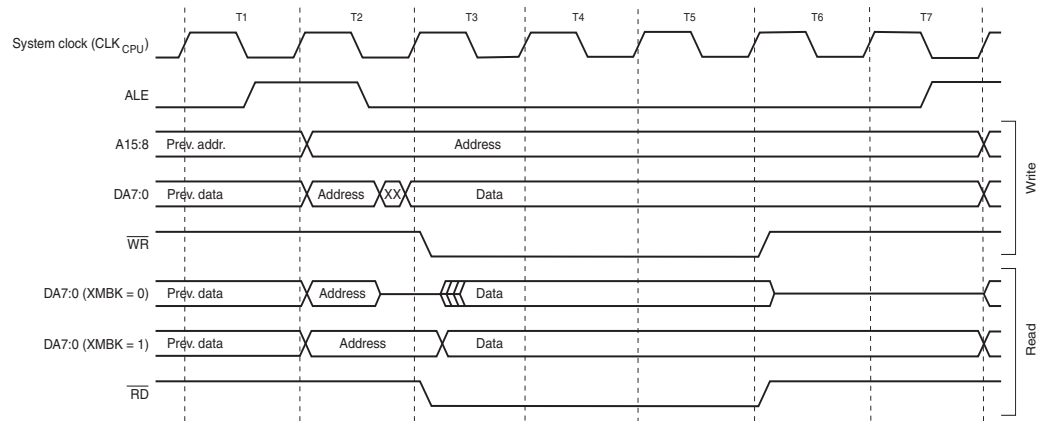 T1 T2 T3 T4 T5 T6 T7
System clock (CLKCPU)
ALE
A15:8 Prev. addr. Address
DA7:0 Prev. data Address XX Data
WR
Write
DA7:0 (XMBK = 0) Prev. data Address Data
DA7:0 (XMBK = 1) Prev. data Address Data
RD
Read